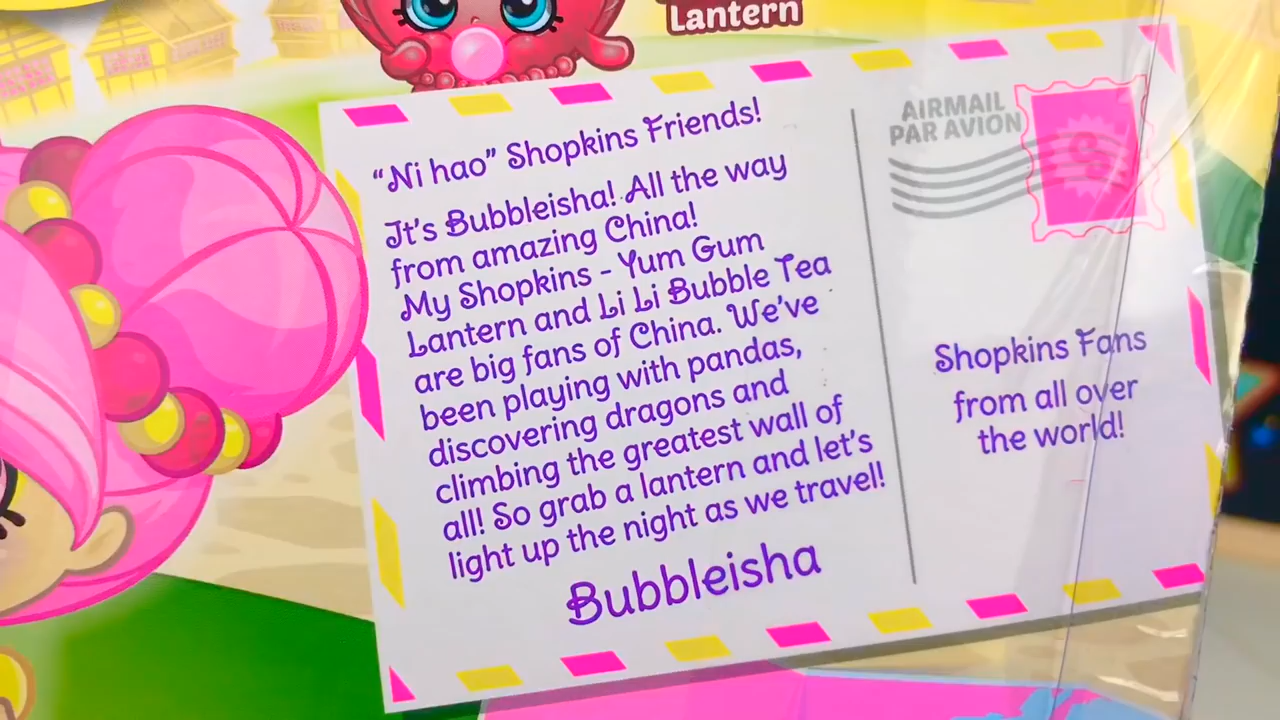 Lantern
“Ni hao” Shopkins Friends!
It's Bubbleisha! All the way
from amazing China!
My Shopkins - Yum Gum
Lantern and Li Li Bubble Tea
are big fans of China. We've
been playing with pandas,
discovering dragons and
climbing the greatest wall of
all! So grab a lantern and let's
light up the night as we travel!
Bubbleisha
AIRMAIL
PAR AVION
Shopkins Fans
from all over
the world!